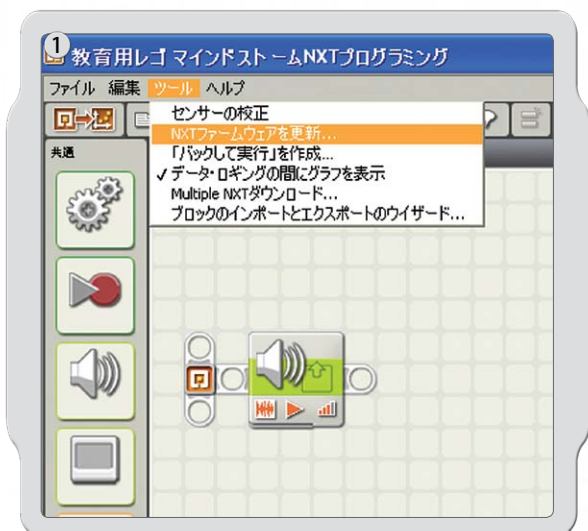 1
教育用レゴ マインドストームNXTプログラミング
ファイル 編集 ツール ヘルプ
センサーの校正
NXTファームウェアを更新...
「パックして実行」を作成...
✓データ・ロギングの間にグラフを表示
Multiple NXTダウンロード...
ブロックのインポートとエクスポートのウイザード...
?
共通